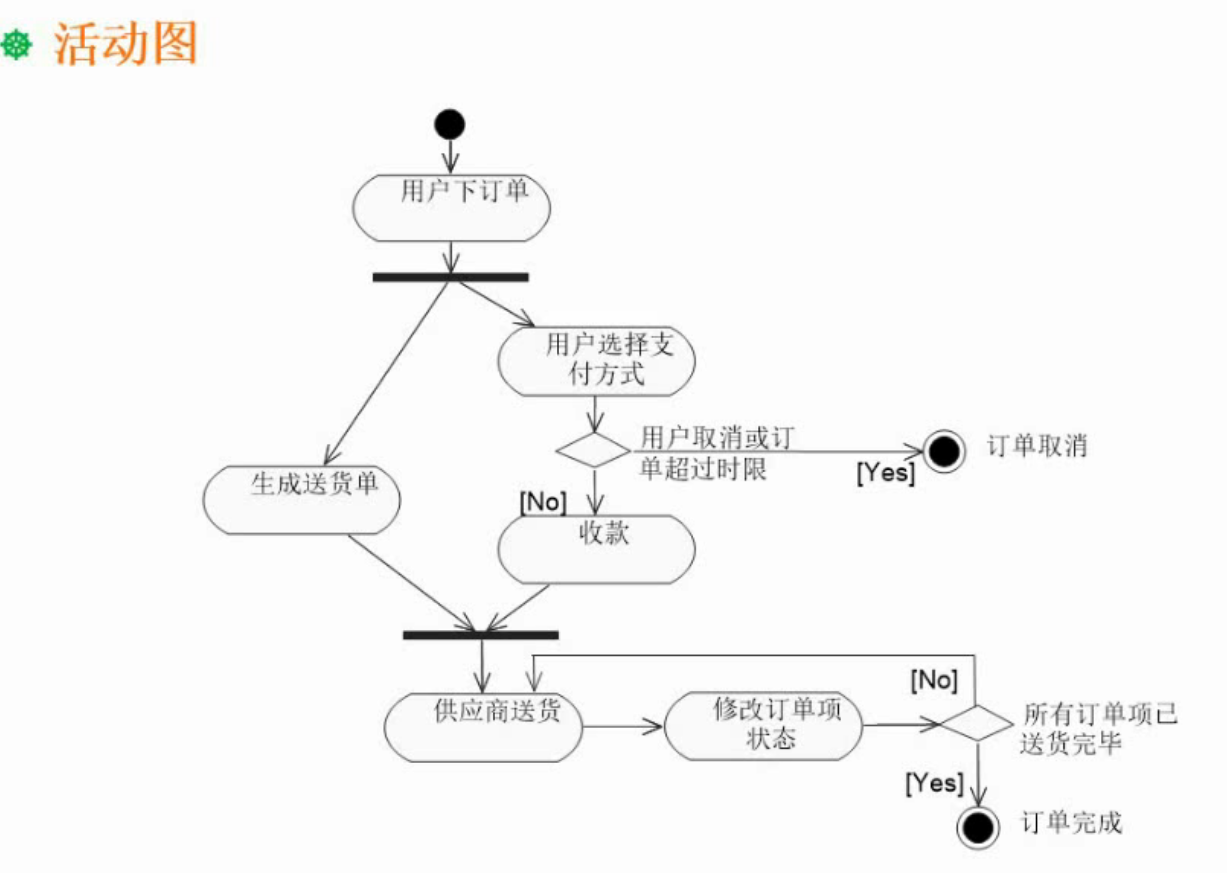 活动图
用户下订单
用户选择支
付方式
用户取消或订
单超过时限
[Yes]
订单取消
生成送货单
[No]
收款
供应商送货
修改订单项
状态
[No]
所有订单项已
送货完毕
[Yes]
订单完成